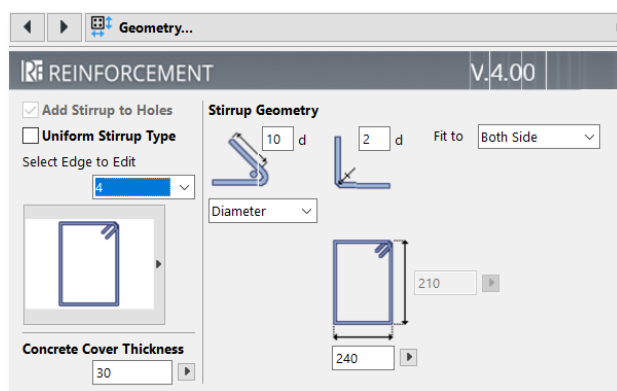 Geometry...
REINFORCEMENT V.4.00
Add Stirrup to Holes
Uniform Stirrup Type
Select Edge to Edit
4
Concrete Cover Thickness
30
Stirrup Geometry
10 d 2 d Fit to Both Side
Diameter
210
240